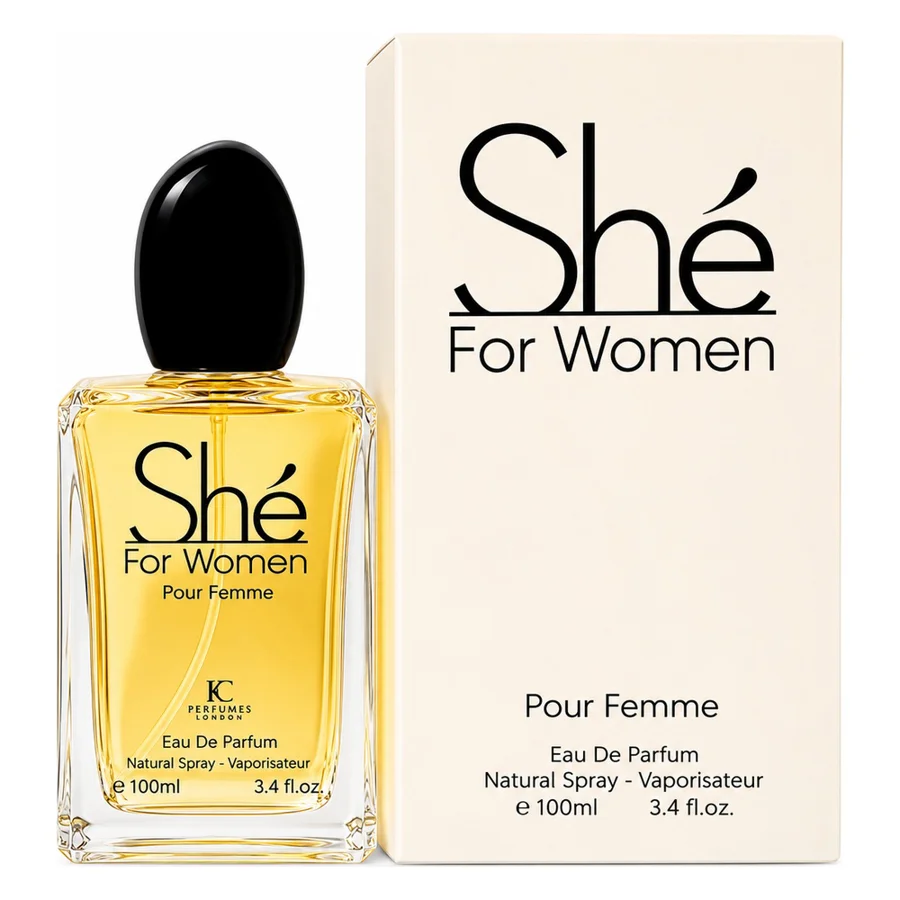 Shé
For Women
Pour Femme
KC
PERFUMES
LONDON
Eau De Parfum
Natural Spray - Vaporisateur
e 100ml 3.4 fl.oz.
Shé
For Women
Pour Femme
Eau De Parfum
Natural Spray - Vaporisateur
e 100ml 3.4 fl.oz.